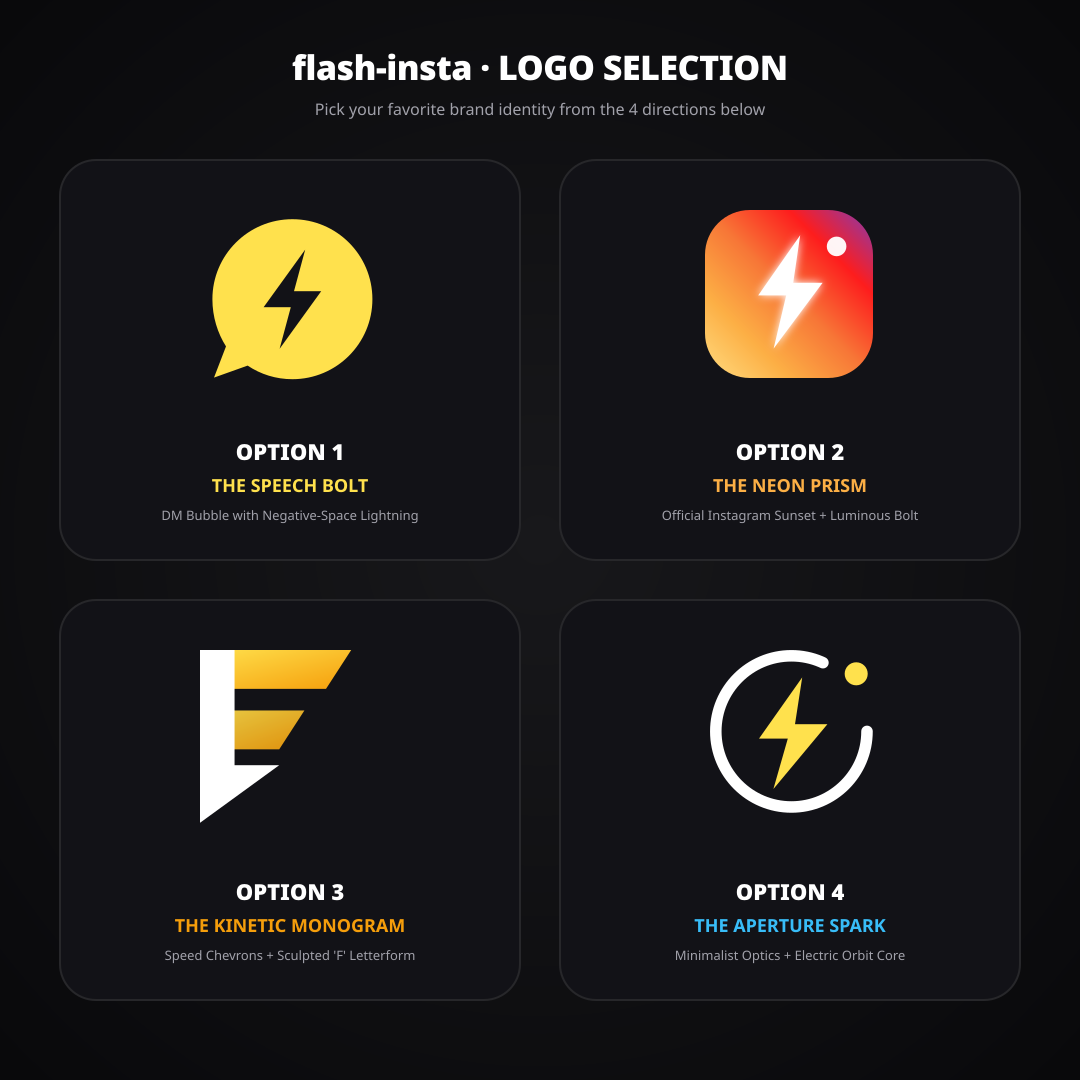 flash-insta · LOGO SELECTION
Pick your favorite brand identity from the 4 directions below
OPTION 1
THE SPEECH BOLT
DM Bubble with Negative-Space Lightning
OPTION 2
THE NEON PRISM
Official Instagram Sunset + Luminous Bolt
OPTION 3
THE KINETIC MONOGRAM
Speed Chevrons + Sculpted 'F' Letterform
OPTION 4
THE APERTURE SPARK
Minimalist Optics + Electric Orbit Core